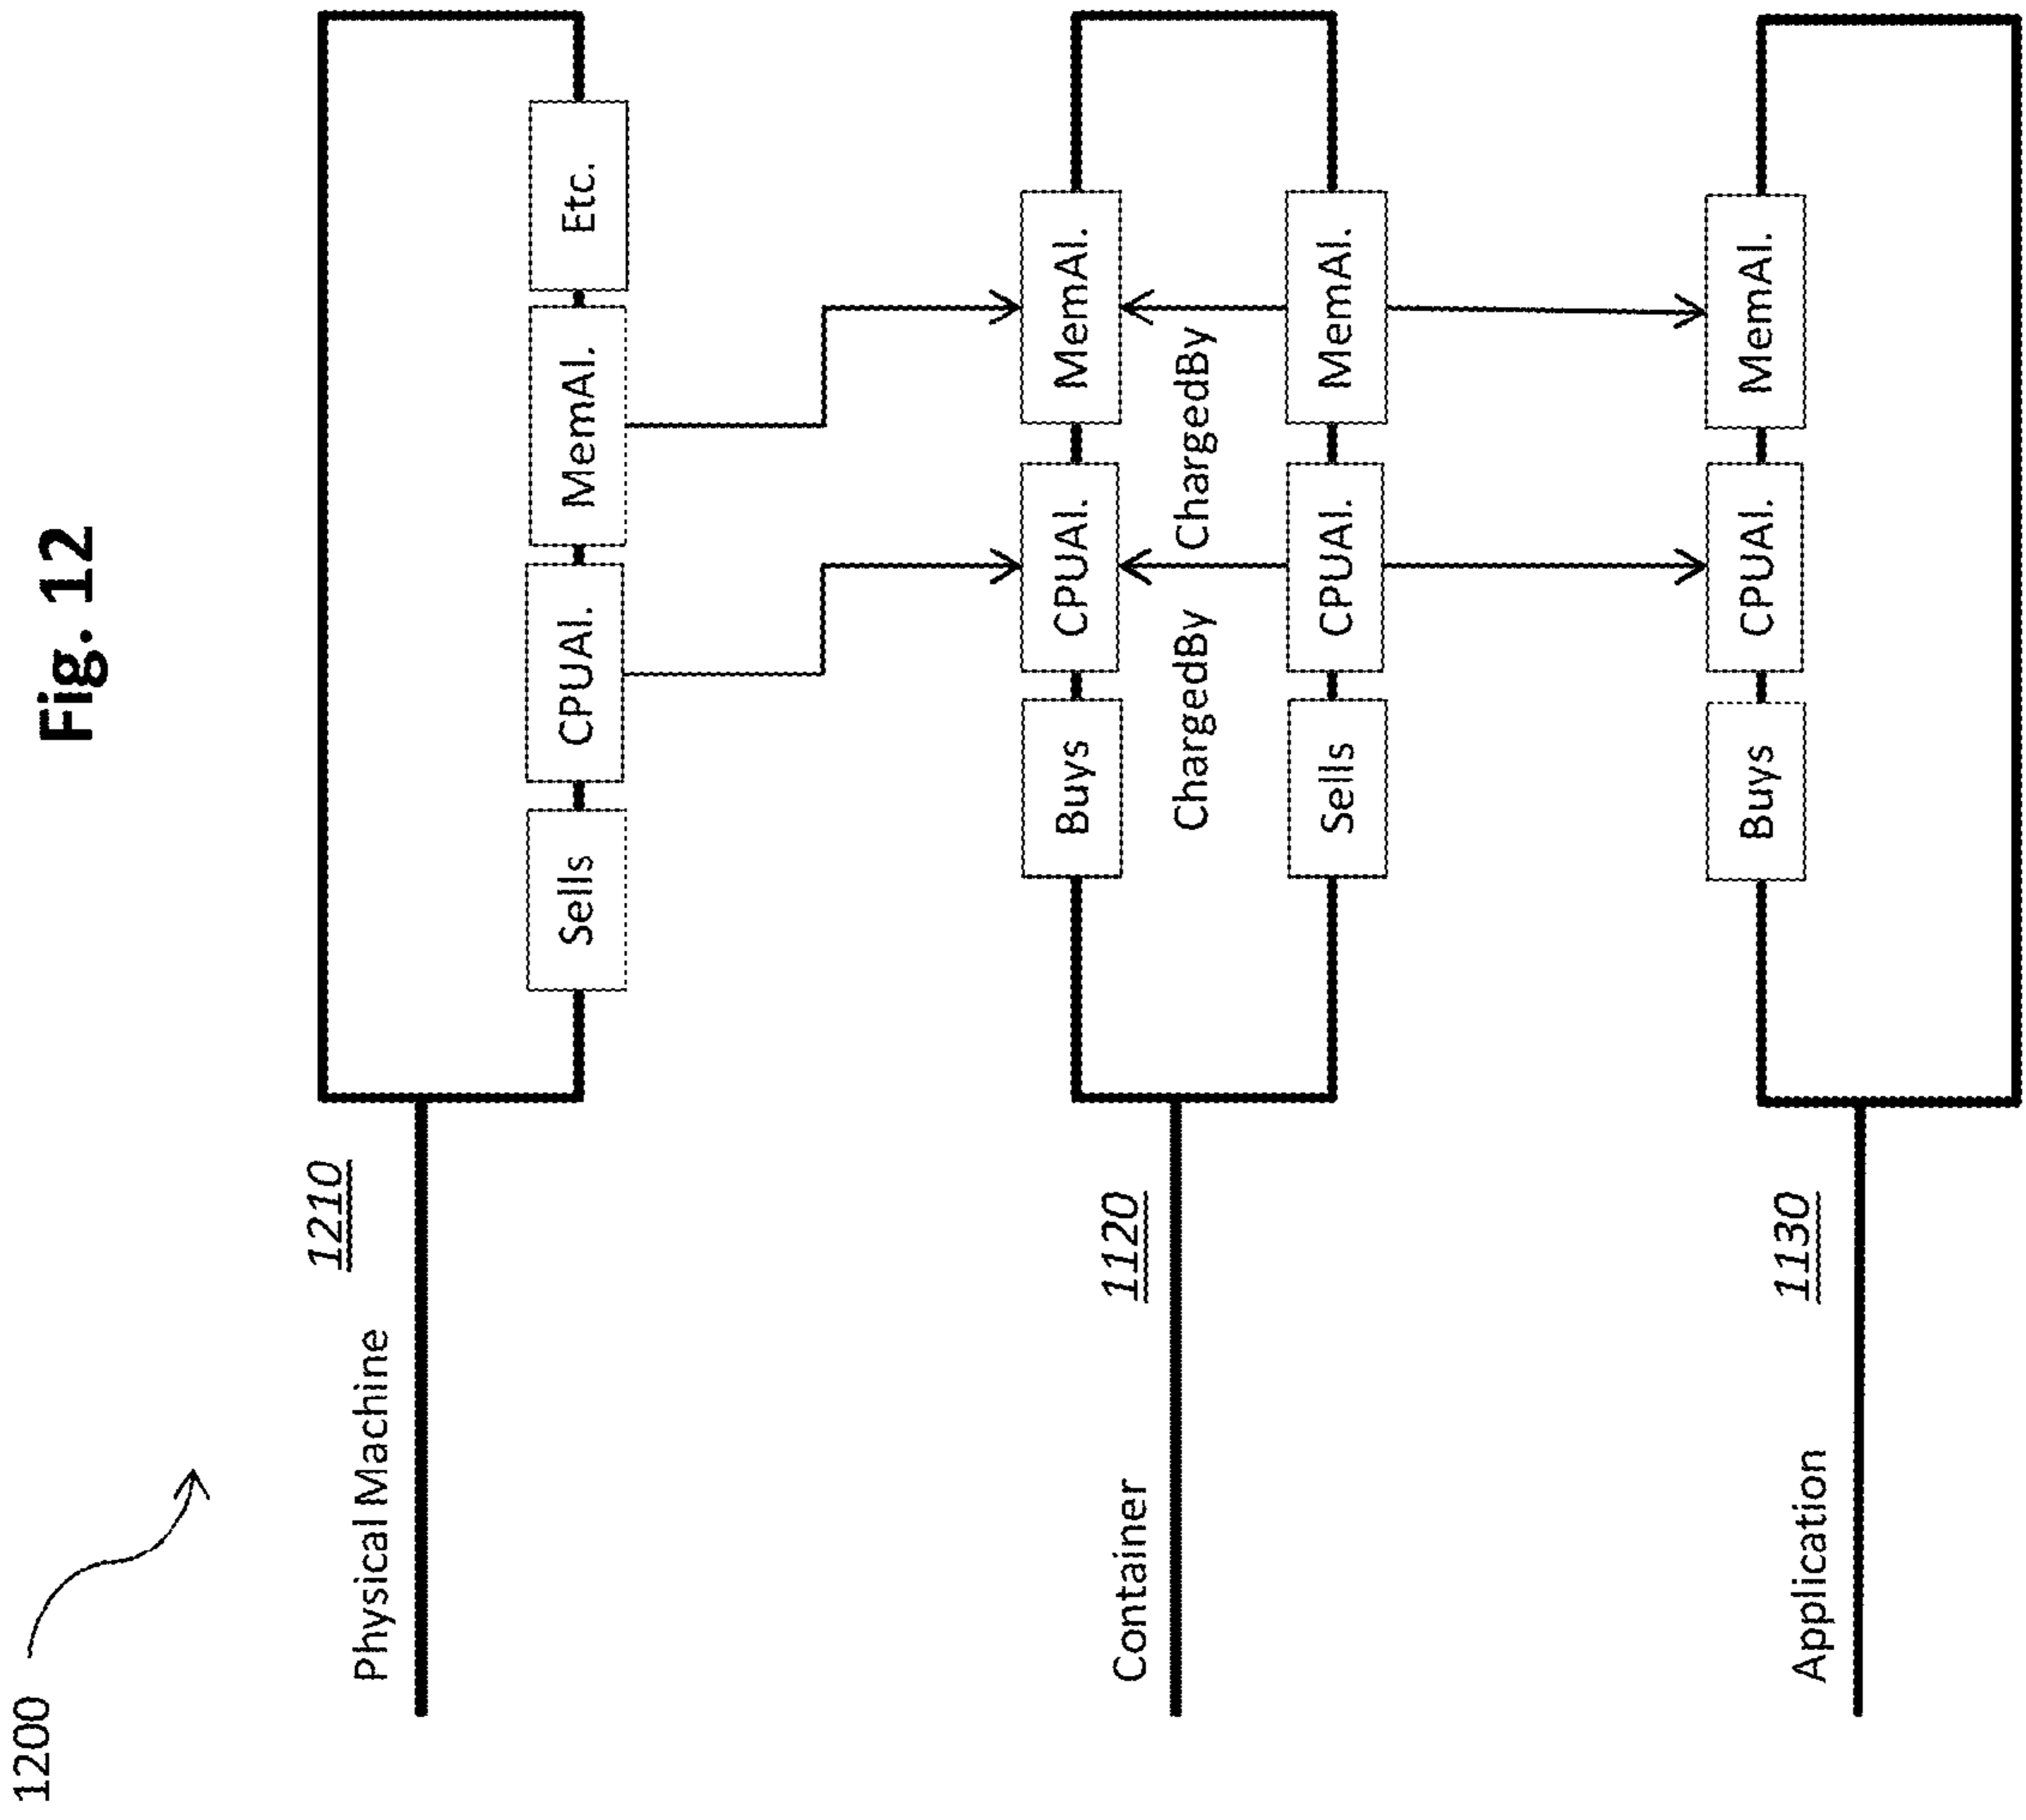 Fig. 12
1200
Physical Machine
1210
Sells
CPUAl.
MemAl.
Etc.
Container
1120
Buys
CPUAl.
MemAl.
ChargedBy
ChargedBy
Sells
CPUAl.
MemAl.
Application
1130
Buys
CPUAl.
MemAl.